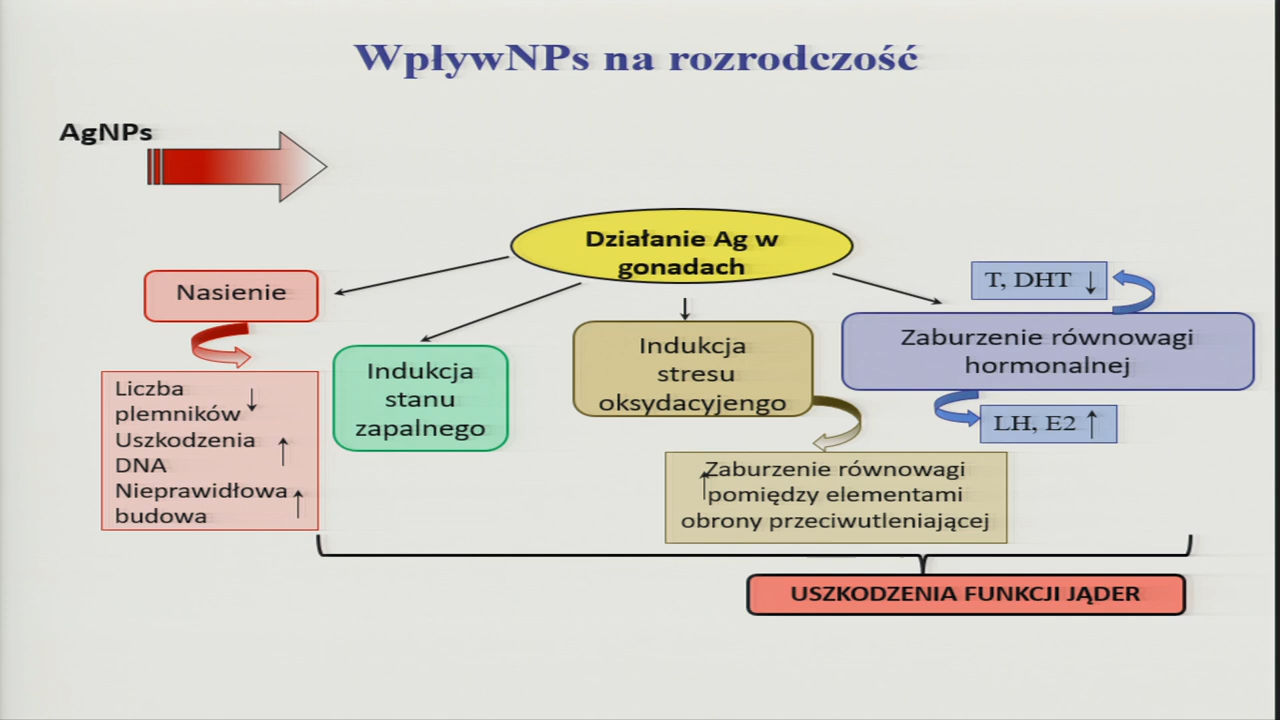 WpływNPs na rozrodczość
AgNPs
Działanie Ag w
gonadach
Nasienie
Liczba
plemników ↓
Uszkodzenia
DNA ↑
Nieprawidłowa
budowa ↑
Indukcja
stanu
zapalnego
Indukcja
stresu
oksydacyjengo
Zaburzenie równowagi
pomiędzy elementami
obrony przeciwutleniającej
T, DHT ↓
Zaburzenie równowagi
hormonalnej
LH, E2 ↑
USZKODZENIA FUNKCJI JĄDER